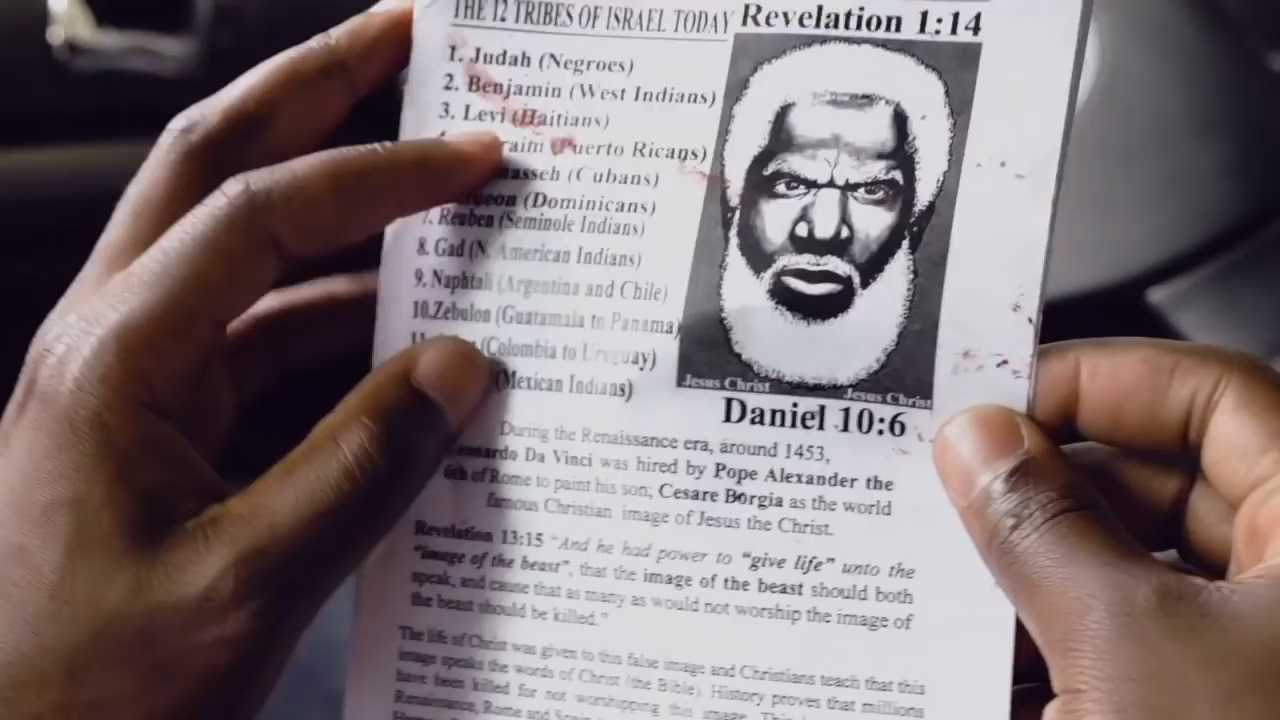 THE 12 TRIBES OF ISRAEL TODAY
Revelation 1:14
1. Judah (Negroes)
2. Benjamin (West Indians)
3. Levi (Haitians)
raim (Puerto Ricans)
nasseh (Cubans)
eon (Dominicans)
7. Reuben (Seminole Indians)
8. Gad (N. American Indians)
9. Naphtali (Argentina and Chile)
10.Zebulon (Guatamala to Panama)
(Colombia to Uruguay)
(Mexican Indians)
Jesus Christ
Jesus Christ
Daniel 10:6
During the Renaissance era, around 1453,
Leonardo Da Vinci was hired by Pope Alexander the
6th of Rome to paint his son; Cesare Borgia as the world
famous Christian image of Jesus the Christ.
Revelation 13:15 "And he had power to "give life" unto the
"image of the beast", that the image of the beast should both
speak, and cause that as many as would not worship the image of
the beast should be killed."
The life of Christ was given to this false image and Christians teach that this
image speaks the words of Christ (the Bible). History proves that millions
have been killed for not worshipping this image. This
Renaissance, Rome and Spain